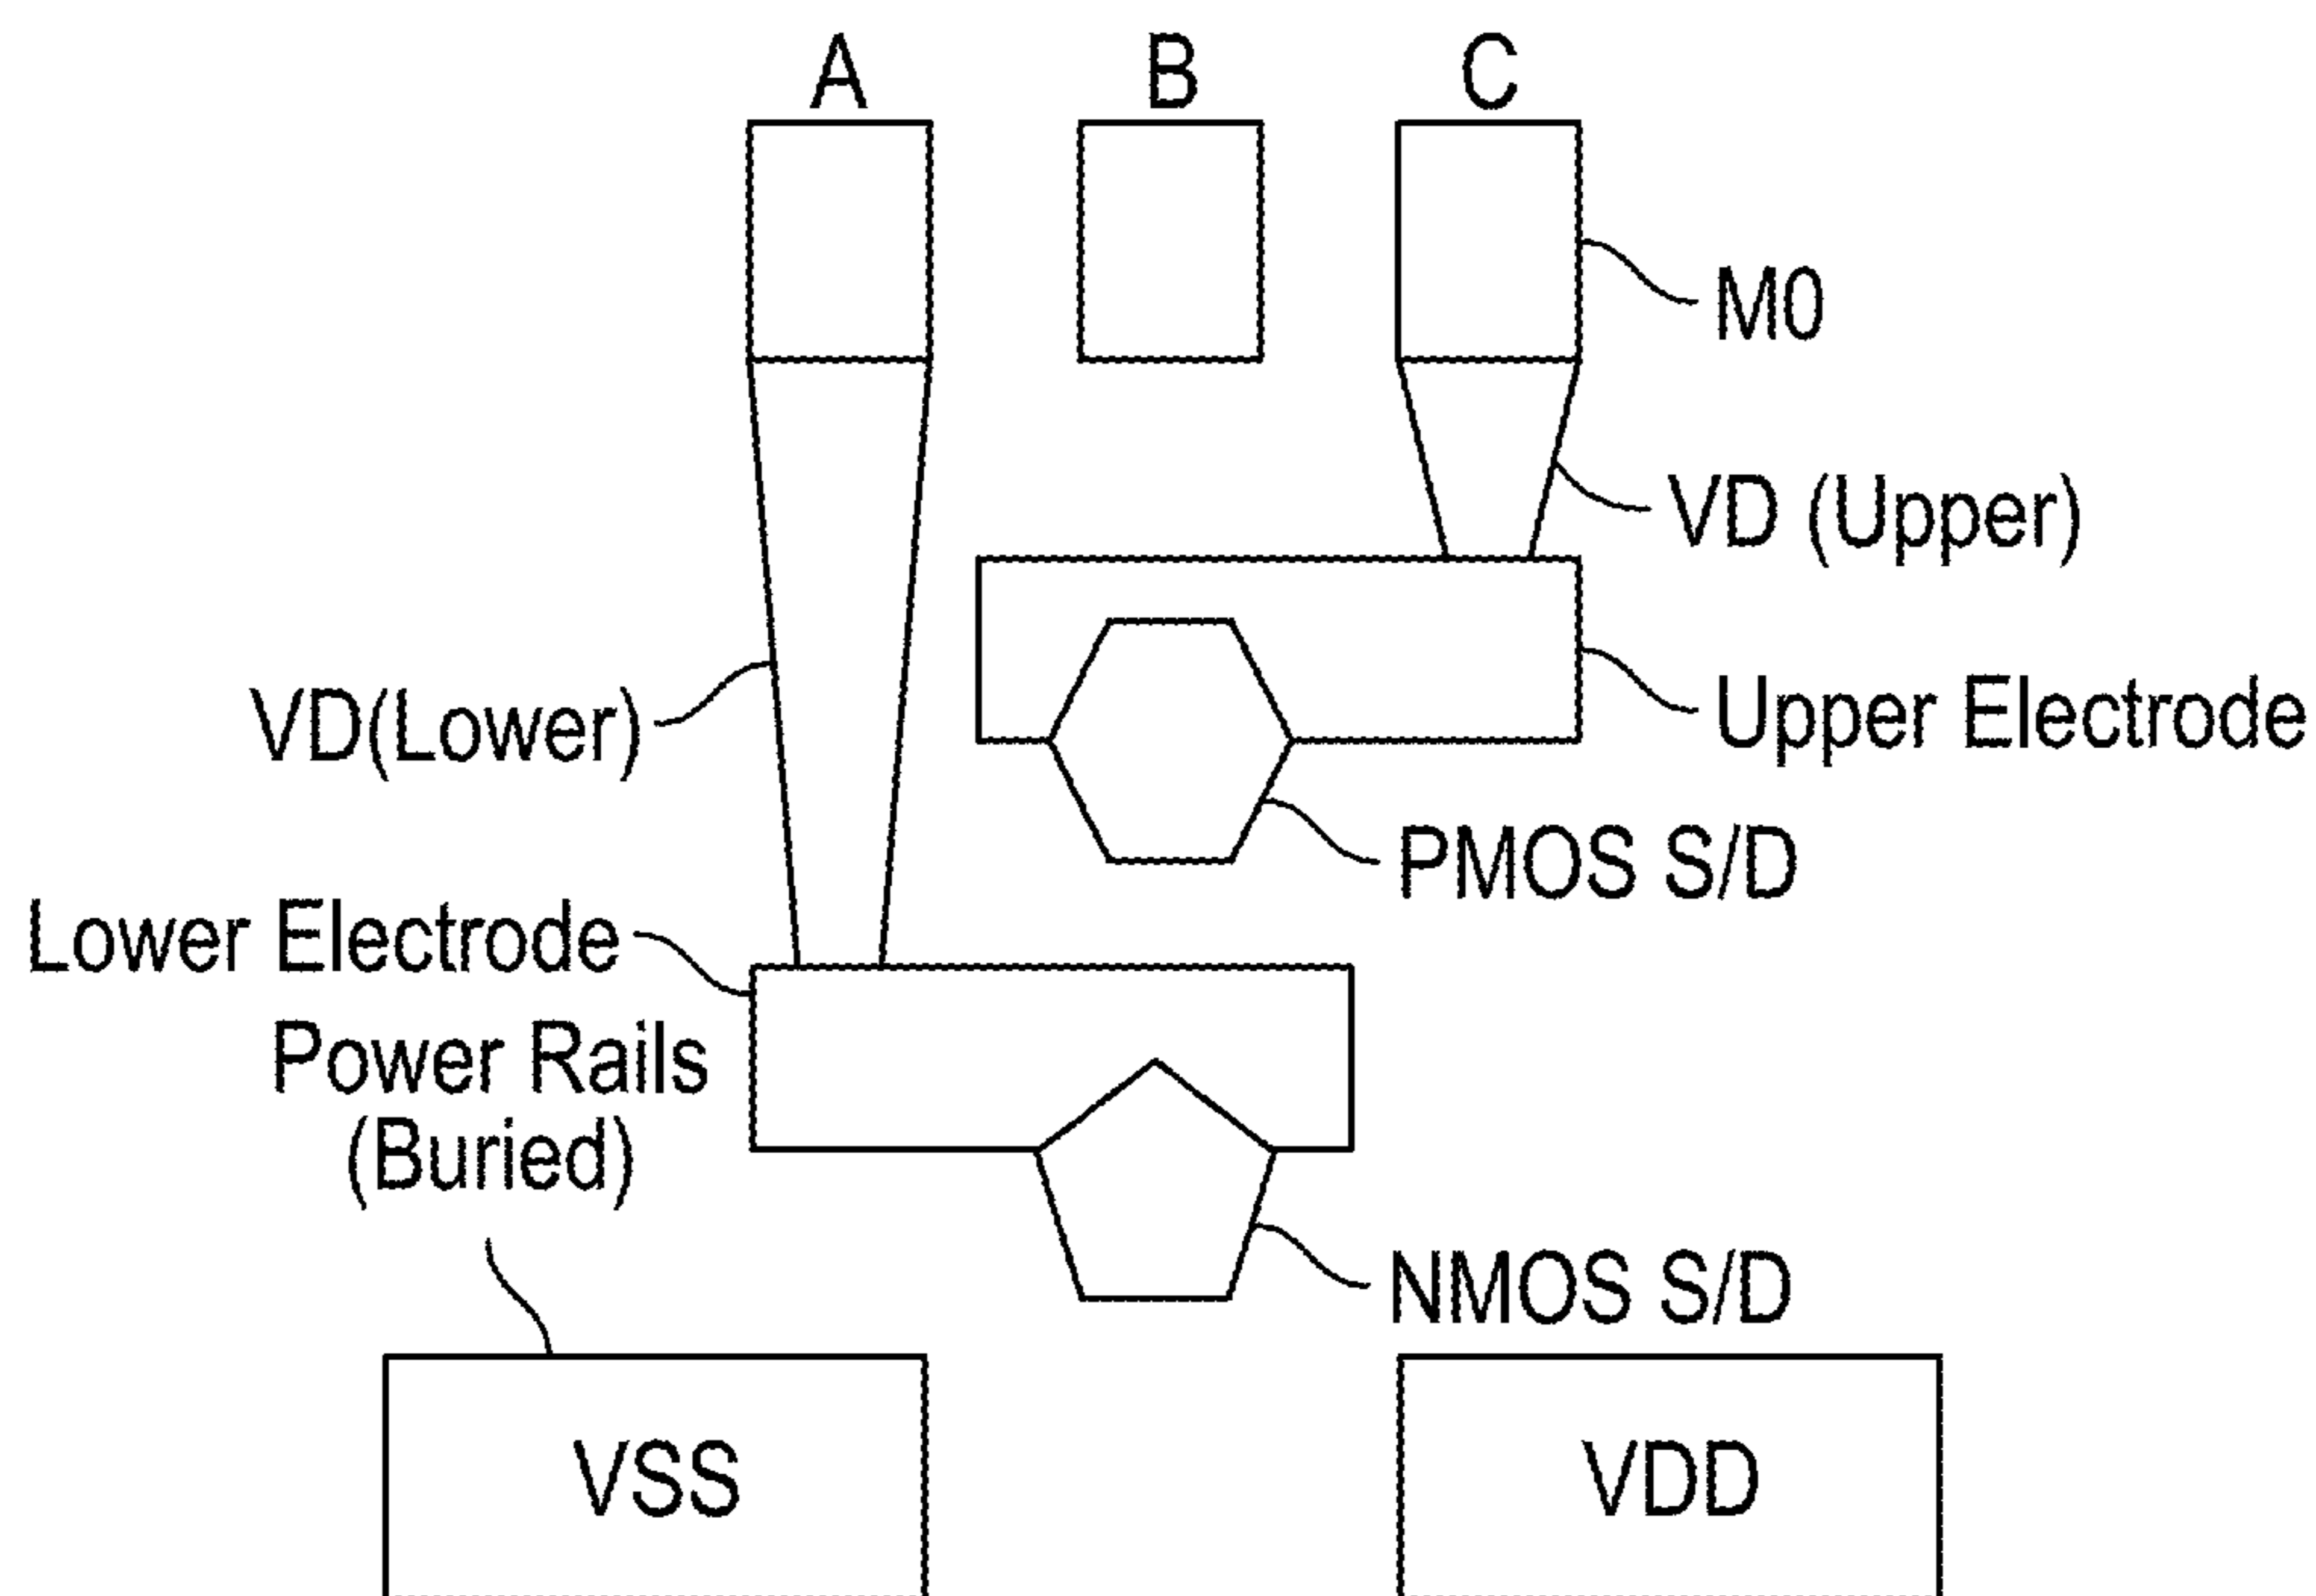 A
B
C
M0
VD (Upper)
VD(Lower)
Upper Electrode
PMOS S/D
Lower Electrode
Power Rails
(Buried)
NMOS S/D
VSS
VDD